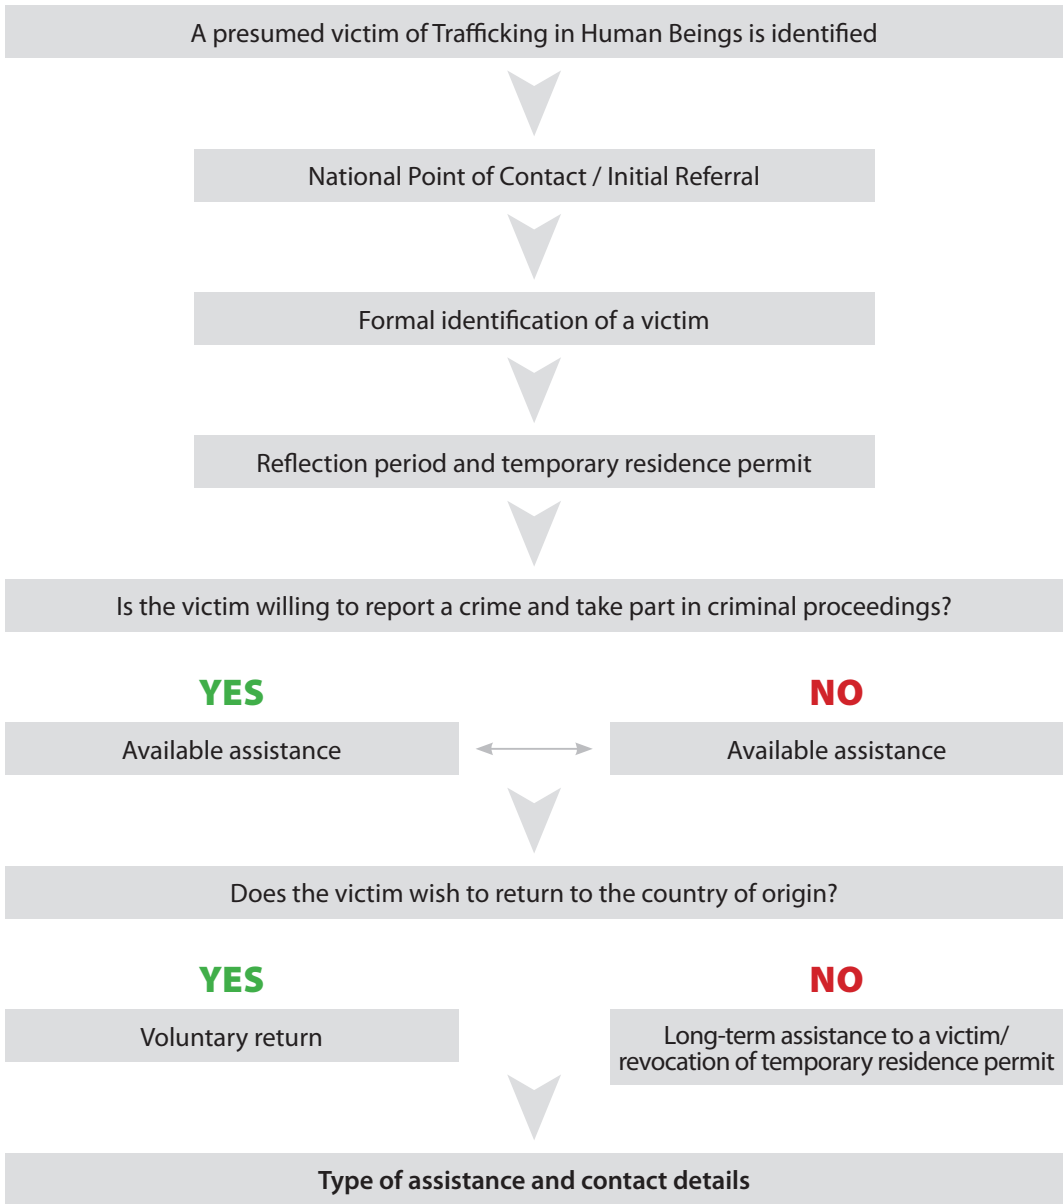 A presumed victim of Trafficking in Human Beings is identified
National Point of Contact / Initial Referral
Formal identification of a victim
Reflection period and temporary residence permit
Is the victim willing to report a crime and take part in criminal proceedings?
YES
NO
Available assistance
Available assistance
Does the victim wish to return to the country of origin?
YES
NO
Voluntary return
Long-term assistance to a victim/
revocation of temporary residence permit
Type of assistance and contact details